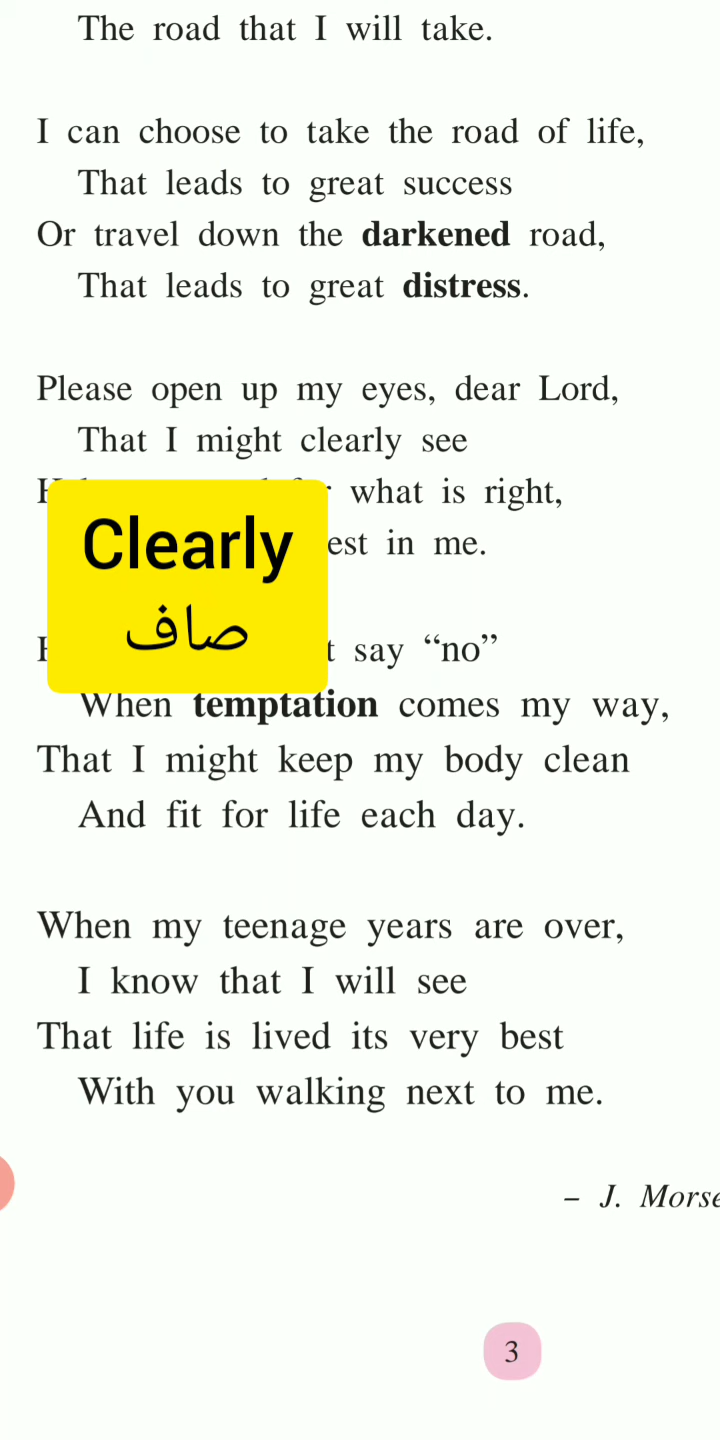 The road that I will take.
I can choose to take the road of life,
That leads to great success
Or travel down the darkened road,
That leads to great distress.
Please open up my eyes, dear Lord,
That I might clearly see
what is right,
est in me.
Clearly
صاف
t say “no”
When temptation comes my way,
That I might keep my body clean
And fit for life each day.
When my teenage years are over,
I know that I will see
That life is lived its very best
With you walking next to me.
– J. Morse
3